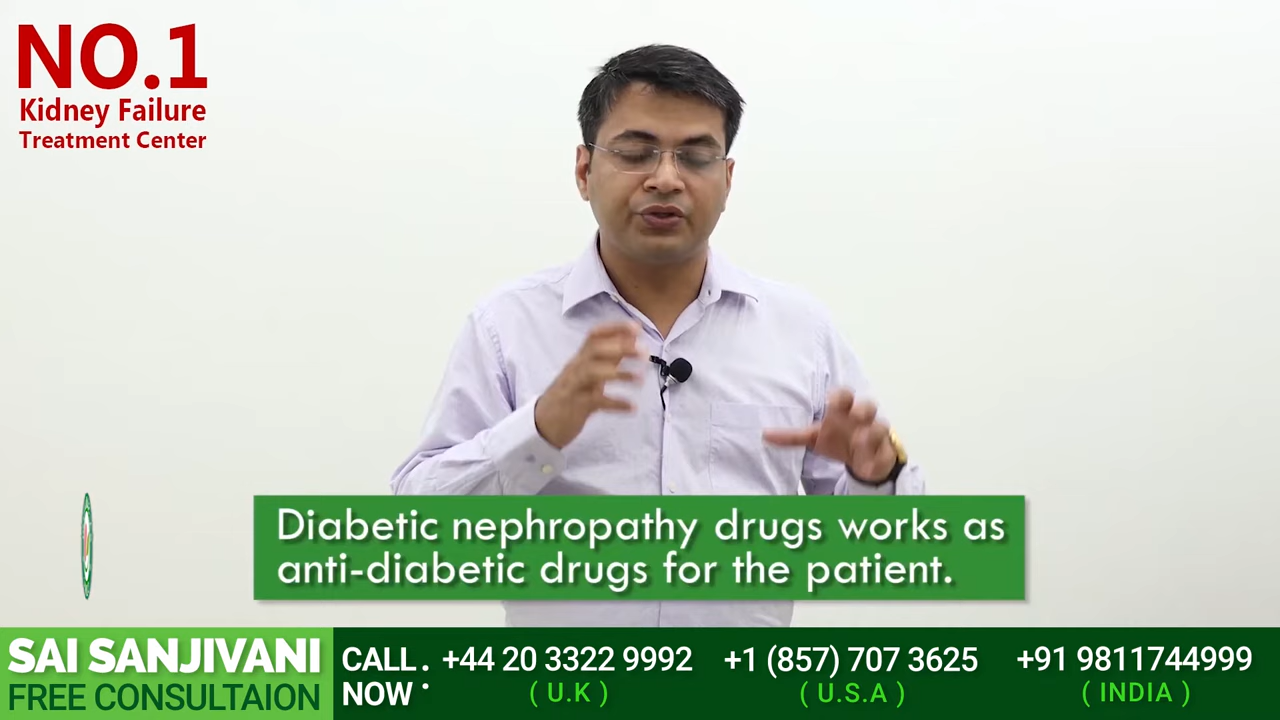 NO.1
Kidney Failure
Treatment Center
Diabetic nephropathy drugs works as
anti-diabetic drugs for the patient.
SAI SANJIVANI
FREE CONSULTAION
CALL : +44 20 3322 9992 +1 (857) 707 3625 +91 9811744999
NOW ( U.K ) ( U.S.A ) ( INDIA )